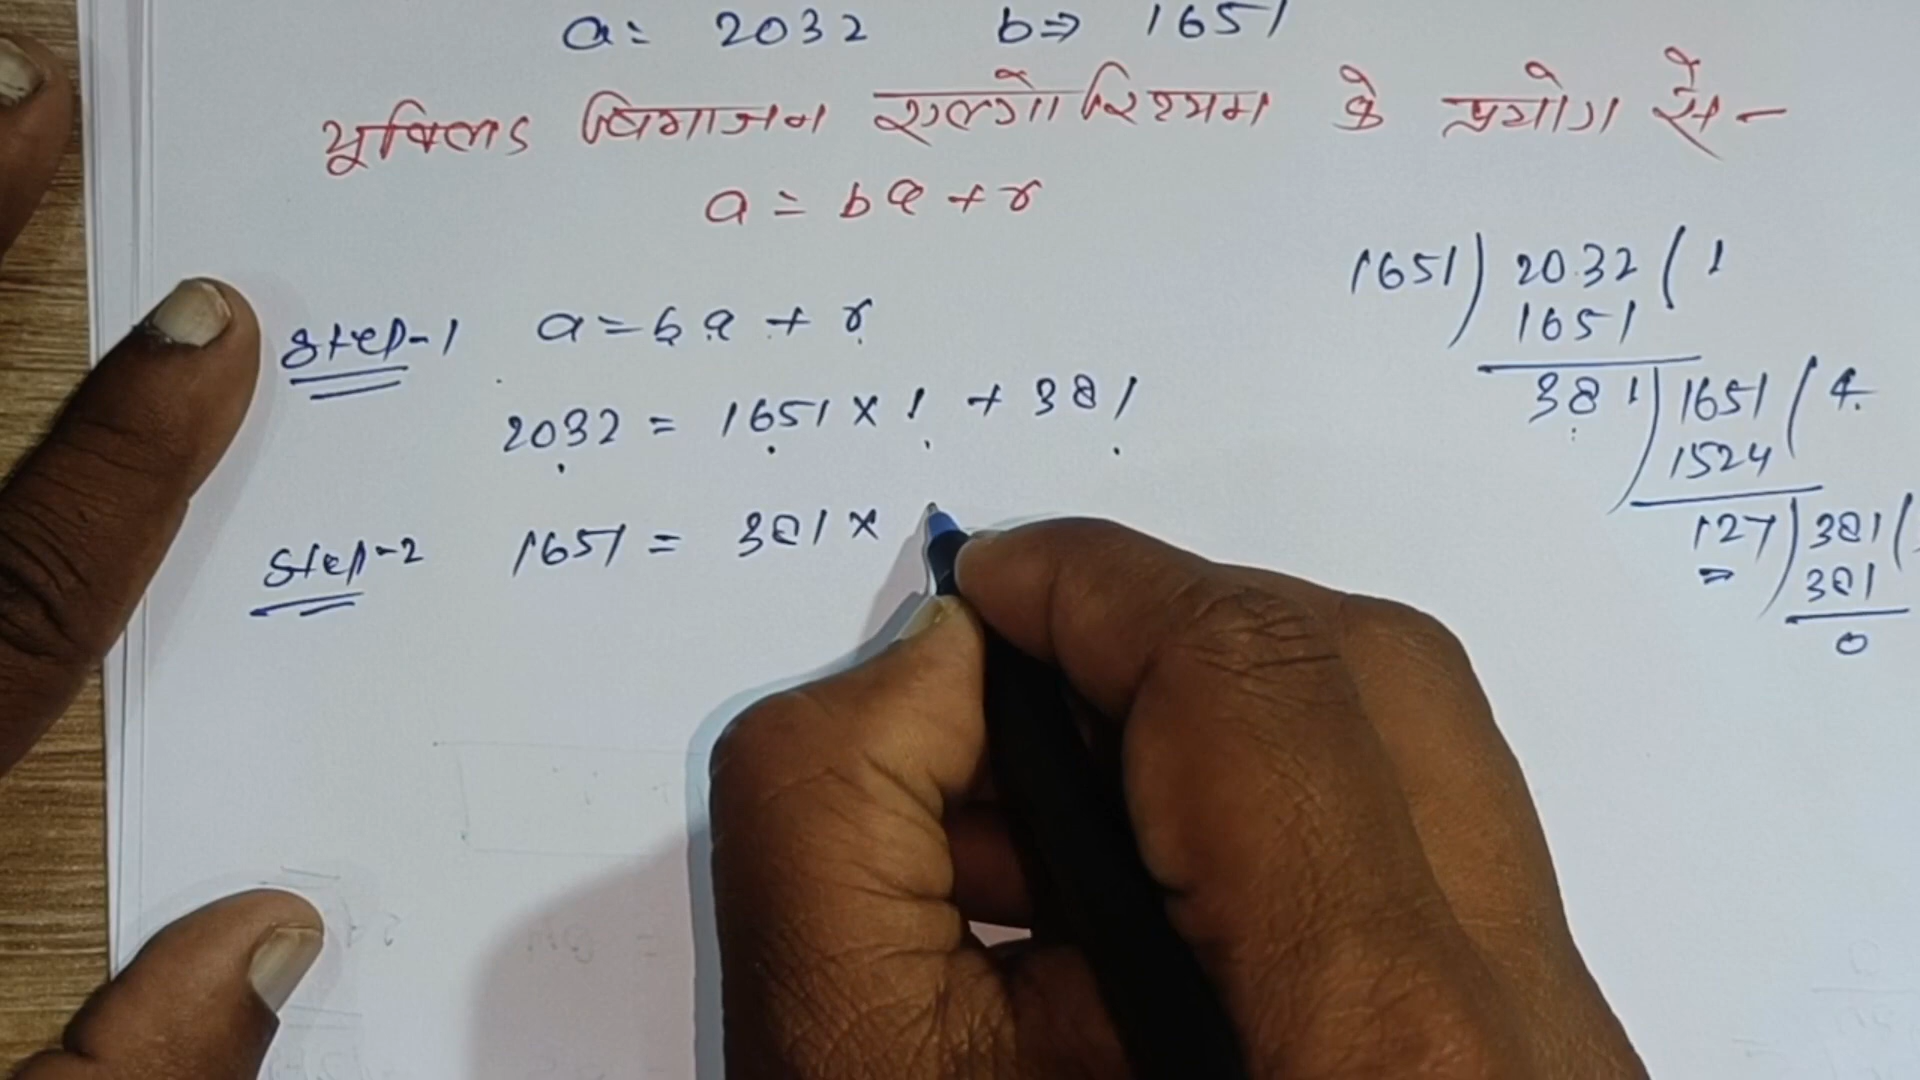 a= 2032 b⇒ 1651
यूक्लिड विभाजन एल्गोरिथ्म के प्रयोग से-
a = bq + r
Step-1 a = bq + r
2032 = 1651 × 1 + 381
Step-2 1651 = 381 ×
1651) 2032 ( 1
1651
381) 1651 ( 4
1524
127) 381 (
381
0